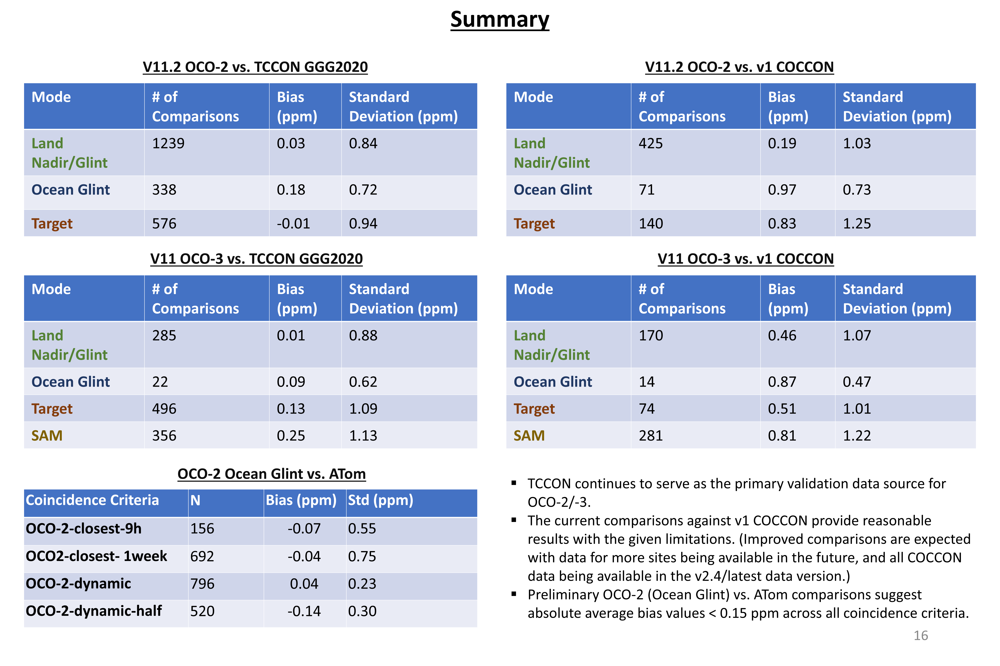 Summary
V11.2 OCO-2 vs. TCCON GGG2020
Mode # of Comparisons Bias (ppm) Standard Deviation (ppm)
Land Nadir/Glint 1239 0.03 0.84
Ocean Glint 338 0.18 0.72
Target 576 -0.01 0.94
V11.2 OCO-2 vs. v1 COCCON
Mode # of Comparisons Bias (ppm) Standard Deviation (ppm)
Land Nadir/Glint 425 0.19 1.03
Ocean Glint 71 0.97 0.73
Target 140 0.83 1.25
V11 OCO-3 vs. TCCON GGG2020
Mode # of Comparisons Bias (ppm) Standard Deviation (ppm)
Land Nadir/Glint 285 0.01 0.88
Ocean Glint 22 0.09 0.62
Target 496 0.13 1.09
SAM 356 0.25 1.13
V11 OCO-3 vs. v1 COCCON
Mode # of Comparisons Bias (ppm) Standard Deviation (ppm)
Land Nadir/Glint 170 0.46 1.07
Ocean Glint 14 0.87 0.47
Target 74 0.51 1.01
SAM 281 0.81 1.22
OCO-2 Ocean Glint vs. ATom
Coincidence Criteria N Bias (ppm) Std (ppm)
OCO-2-closest-9h 156 -0.07 0.55
OCO2-closest- 1week 692 -0.04 0.75
OCO-2-dynamic 796 0.04 0.23
OCO-2-dynamic-half 520 -0.14 0.30
▪ TCCON continues to serve as the primary validation data source for
OCO-2/-3.
▪ The current comparisons against v1 COCCON provide reasonable
results with the given limitations. (Improved comparisons are expected
with data for more sites being available in the future, and all COCCON
data being available in the v2.4/latest data version.)
▪ Preliminary OCO-2 (Ocean Glint) vs. ATom comparisons suggest
absolute average bias values < 0.15 ppm across all coincidence criteria.
16